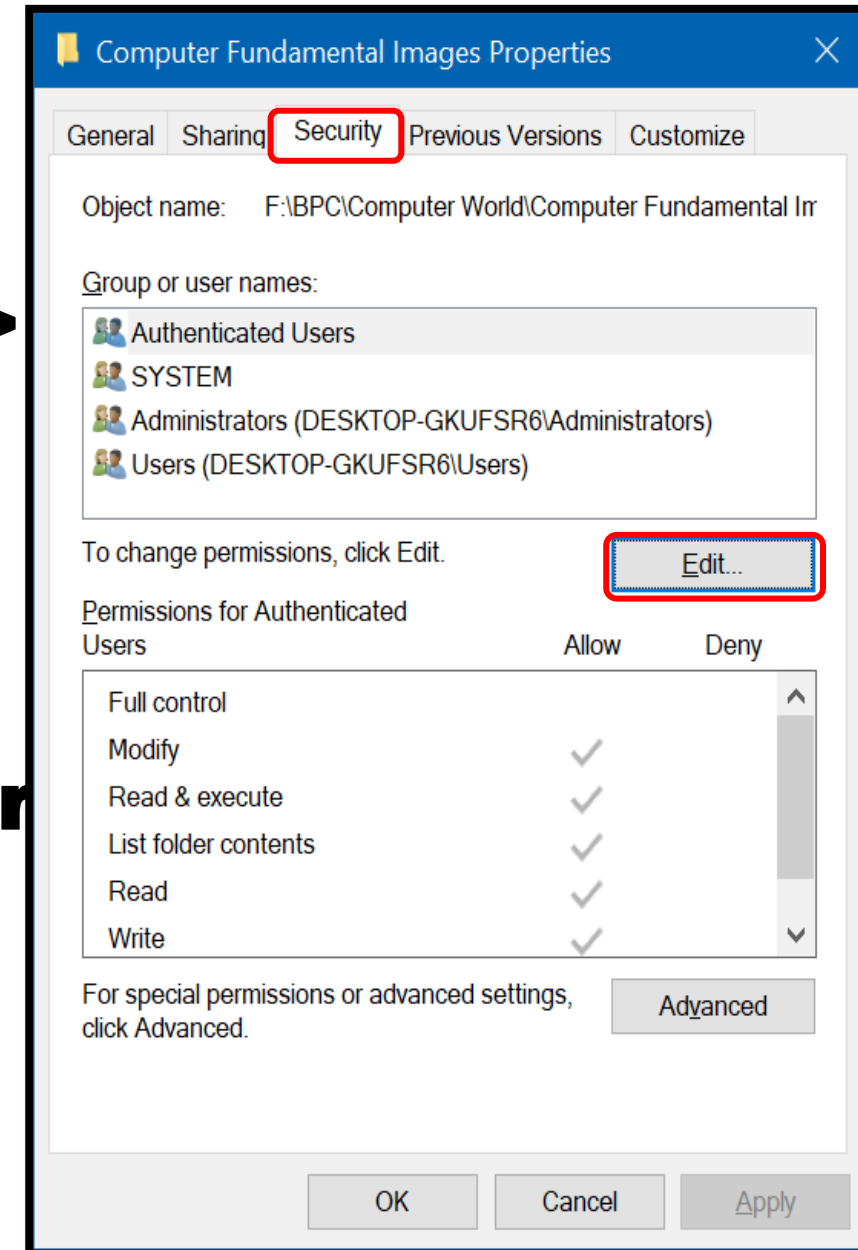 Computer Fundamental Images Properties
General Sharing Security Previous Versions Customize
Object name: F:\BPC\Computer World\Computer Fundamental Im
Group or user names:
Authenticated Users
SYSTEM
Administrators (DESKTOP-GKUFSR6\Administrators)
Users (DESKTOP-GKUFSR6\Users)
To change permissions, click Edit.
Edit...
Permissions for Authenticated
Users Allow Deny
Full control
Modify
Read & execute
List folder contents
Read
Write
For special permissions or advanced settings,
click Advanced.
Advanced
OK Cancel Apply